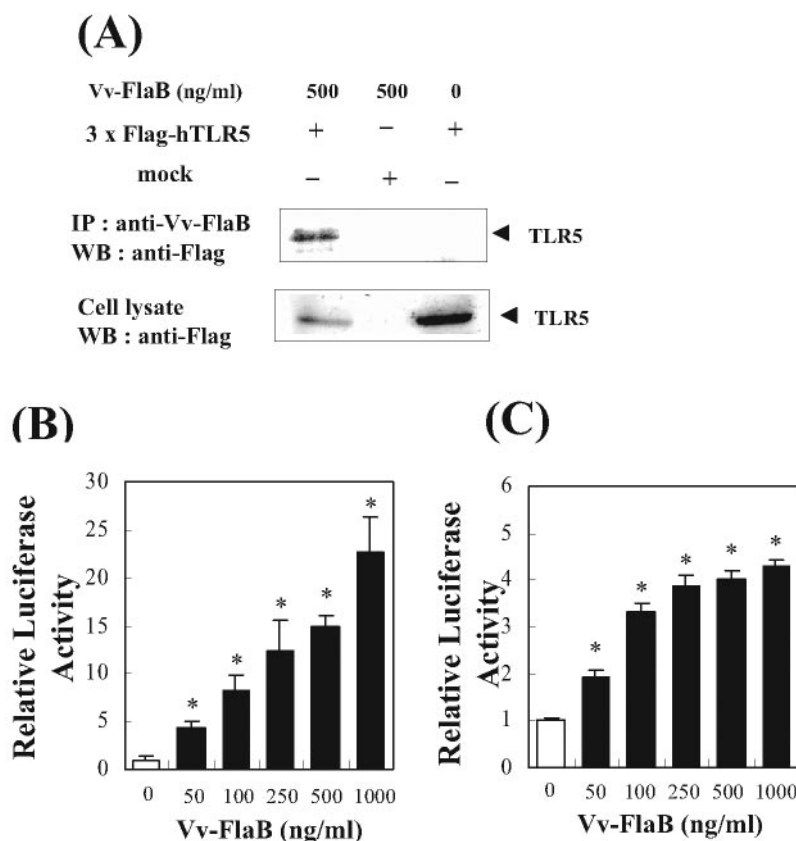 (A)
Vv-FlaB (ng/ml) 500 500 0
3 x Flag-hTLR5 + − +
mock − + −
IP : anti-Vv-FlaB
WB : anti-Flag
◀ TLR5
Cell lysate
WB : anti-Flag
◀ TLR5
(B)
Relative Luciferase
Activity
30
25
20
15
10
5
0
* * * * *
0 50 100 250 500 1000
Vv-FlaB (ng/ml)
(C)
Relative Luciferase
Activity
6
5
4
3
2
1
0
* * * * *
0 50 100 250 500 1000
Vv-FlaB (ng/ml)